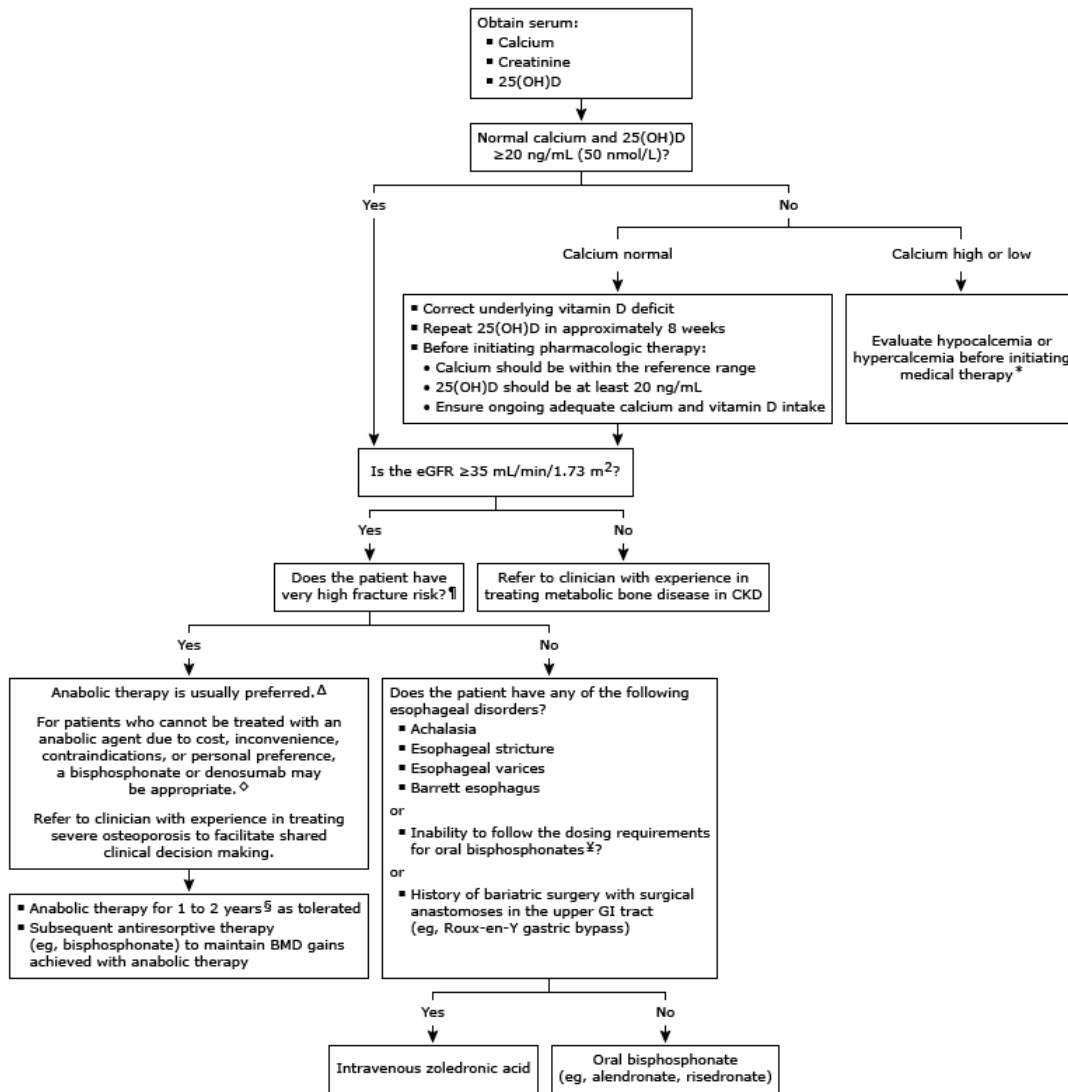 Obtain serum:
▪ Calcium
▪ Creatinine
▪ 25(OH)D
Normal calcium and 25(OH)D
≥20 ng/mL (50 nmol/L)?
Yes
No
Calcium normal
Calcium high or low
▪ Correct underlying vitamin D deficit
▪ Repeat 25(OH)D in approximately 8 weeks
▪ Before initiating pharmacologic therapy:
• Calcium should be within the reference range
• 25(OH)D should be at least 20 ng/mL
• Ensure ongoing adequate calcium and vitamin D intake
Evaluate hypocalcemia or
hypercalcemia before initiating
medical therapy*
Is the eGFR ≥35 mL/min/1.73 m²?
Yes
No
Does the patient have
very high fracture risk?¶
Refer to clinician with experience in
treating metabolic bone disease in CKD
Yes
No
Anabolic therapy is usually preferred.Δ
For patients who cannot be treated with an
anabolic agent due to cost, inconvenience,
contraindications, or personal preference,
a bisphosphonate or denosumab may
be appropriate.◇
Refer to clinician with experience in treating
severe osteoporosis to facilitate shared
clinical decision making.
▪ Anabolic therapy for 1 to 2 years§ as tolerated
▪ Subsequent antiresorptive therapy
(eg, bisphosphonate) to maintain BMD gains
achieved with anabolic therapy
Does the patient have any of the following
esophageal disorders?
▪ Achalasia
▪ Esophageal stricture
▪ Esophageal varices
▪ Barrett esophagus
or
▪ Inability to follow the dosing requirements
for oral bisphosphonates¥?
or
▪ History of bariatric surgery with surgical
anastomoses in the upper GI tract
(eg, Roux-en-Y gastric bypass)
Yes
No
Intravenous zoledronic acid
Oral bisphosphonate
(eg, alendronate, risedronate)